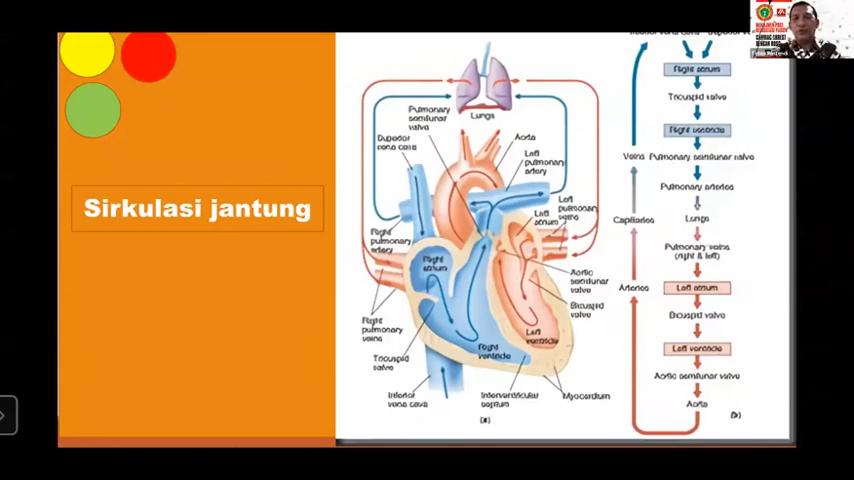 Sirkulasi jantung
Lungs
Pulmonary
semilunar
valve
Superior
vena cava
Aorta
Left
pulmonary
artery
Left
pulmonary
veins
Left
atrium
Right
pulmonary
artery
Right
atrium
Aortic
semilunar
valve
Bicuspid
valve
Right
pulmonary
veins
Left
ventricle
Tricuspid
valve
Right
ventricle
Inferior
vena cava
Interventricular
septum
Myocardium
(a)
Right atrium
Tricuspid valve
Right ventricle
Veins
Pulmonary semilunar valve
Pulmonary arteries
Capillaries
Lungs
Pulmonary veins
(right & left)
Arteries
Left atrium
Bicuspid valve
Left ventricle
Aortic semilunar valve
Aorta
(b)